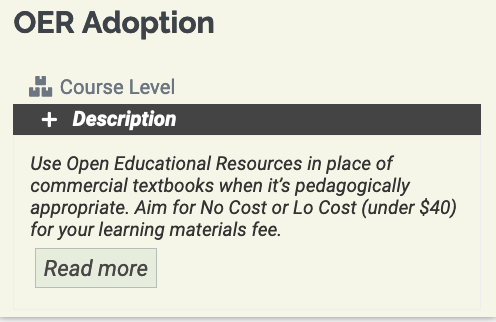 OER Adoption
Course Level
+ Description
Use Open Educational Resources in place of
commercial textbooks when it's pedagogically
appropriate. Aim for No Cost or Lo Cost (under $40)
for your learning materials fee.
Read more